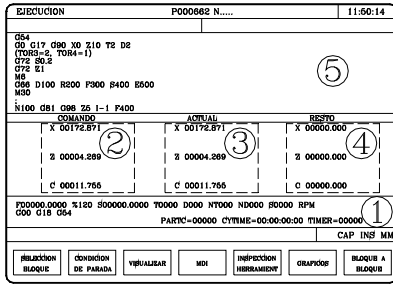 EJECUCION P000662 N..... 11:50:14
G54
G0 G17 G90 X0 Z10 T2 D2
(TOR3=2, TOR4=1)
G72 S0.2
G72 Z1
M6
G66 D100 R200 F300 S400 E500
M30
;
N100 G81 G98 Z5 I-1 F400
5
COMANDO ACTUAL RESTO
X 00172.871 X 00172.871 X 00000.000
2 3 4
Z 00004.269 Z 00004.269 Z 00000.000
C 00011.755 C 00011.755 C 00000.000
F00000.0000 %120 S00000.0000 T0000 D000 NT000 ND000 S0000 RPM
G00 G18 G54
PARTC=00000 CYTIME=00:00:00:00 TIMER=00000
1
CAP INS MM
SELECCION CONDICION VISUALIZAR MDI INSPECCION GRAFICOS BLOQUE A
BLOQUE DE PARADA HERRAMIENT BLOQUE